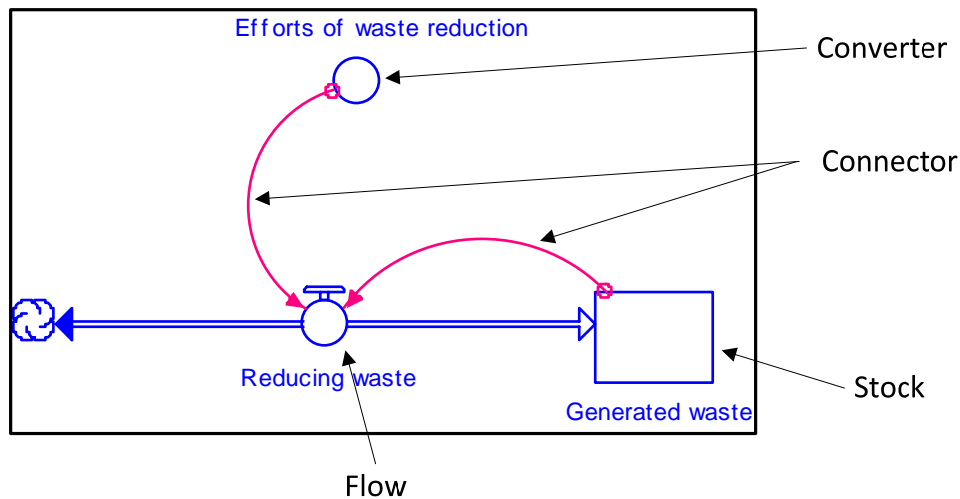 Efforts of waste reduction
Converter
Connector
Reducing waste
Stock
Generated waste
Flow